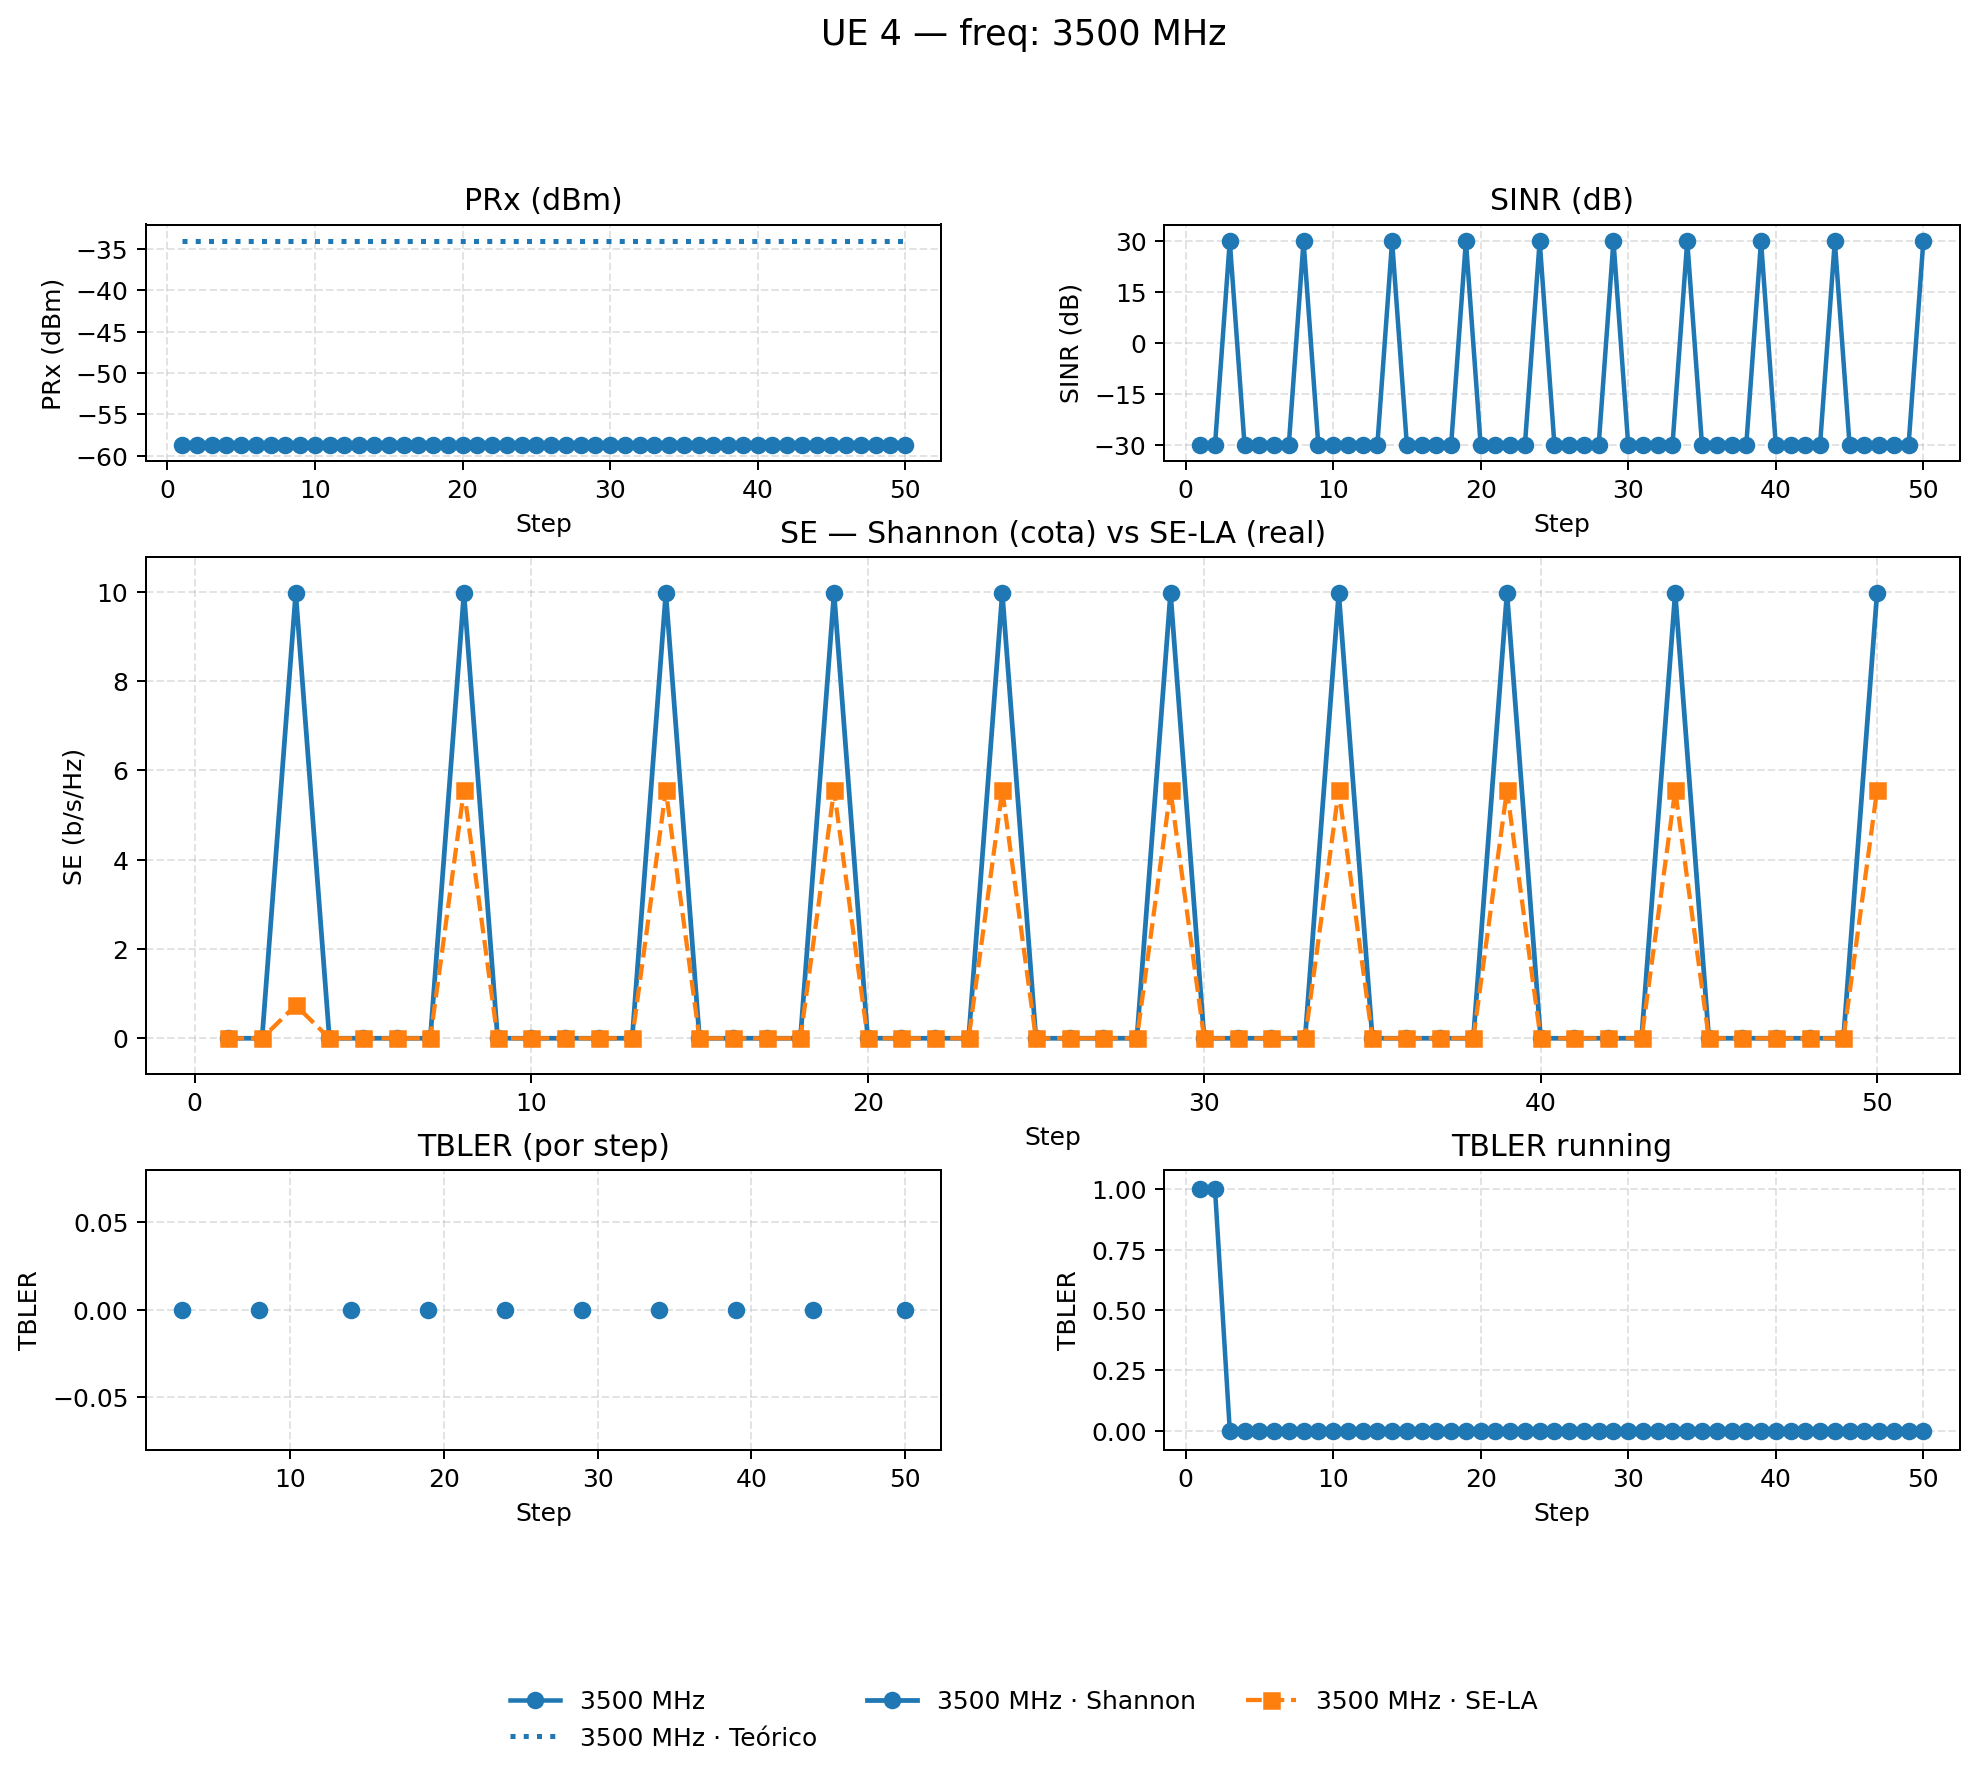 UE 4 — freq: 3500 MHz
PRx (dBm)
SINR (dB)
PRx (dBm)
−35
−40
−45
−50
−55
−60
0 10 20 30 40 50
Step
SINR (dB)
30
15
0
−15
−30
0 10 20 30 40 50
Step
SE — Shannon (cota) vs SE-LA (real)
SE (b/s/Hz)
10
8
6
4
2
0
0 10 20 30 40 50
Step
TBLER (por step)
TBLER
0.05
0.00
−0.05
10 20 30 40 50
Step
TBLER running
TBLER
1.00
0.75
0.50
0.25
0.00
0 10 20 30 40 50
Step
3500 MHz
3500 MHz · Teórico
3500 MHz · Shannon
3500 MHz · SE-LA